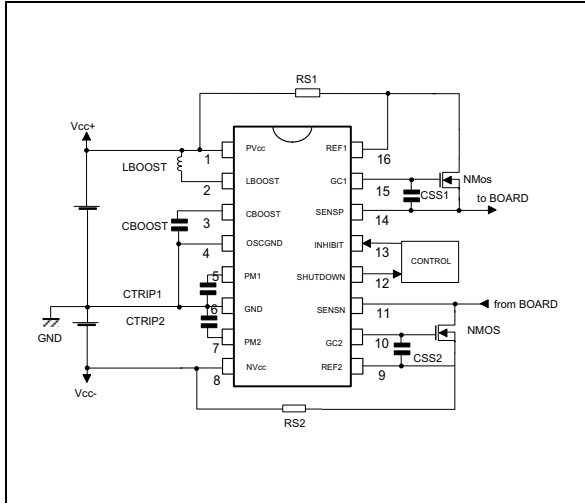 RS1
Vcc+
LBOOST
1
PVcc
REF1
16
2
LBOOST
GC1
15
CSS1
NMos
to BOARD
CBOOST
3
CBOOST
SENSP
14
4
OSCGND
INHIBIT
13
CONTROL
5
PM1
SHUTDOWN
12
CTRIP1
GND
6
GND
SENSN
11
from BOARD
CTRIP2
7
PM2
GC2
10
CSS2
NMOS
8
NVcc
REF2
9
Vcc-
RS2